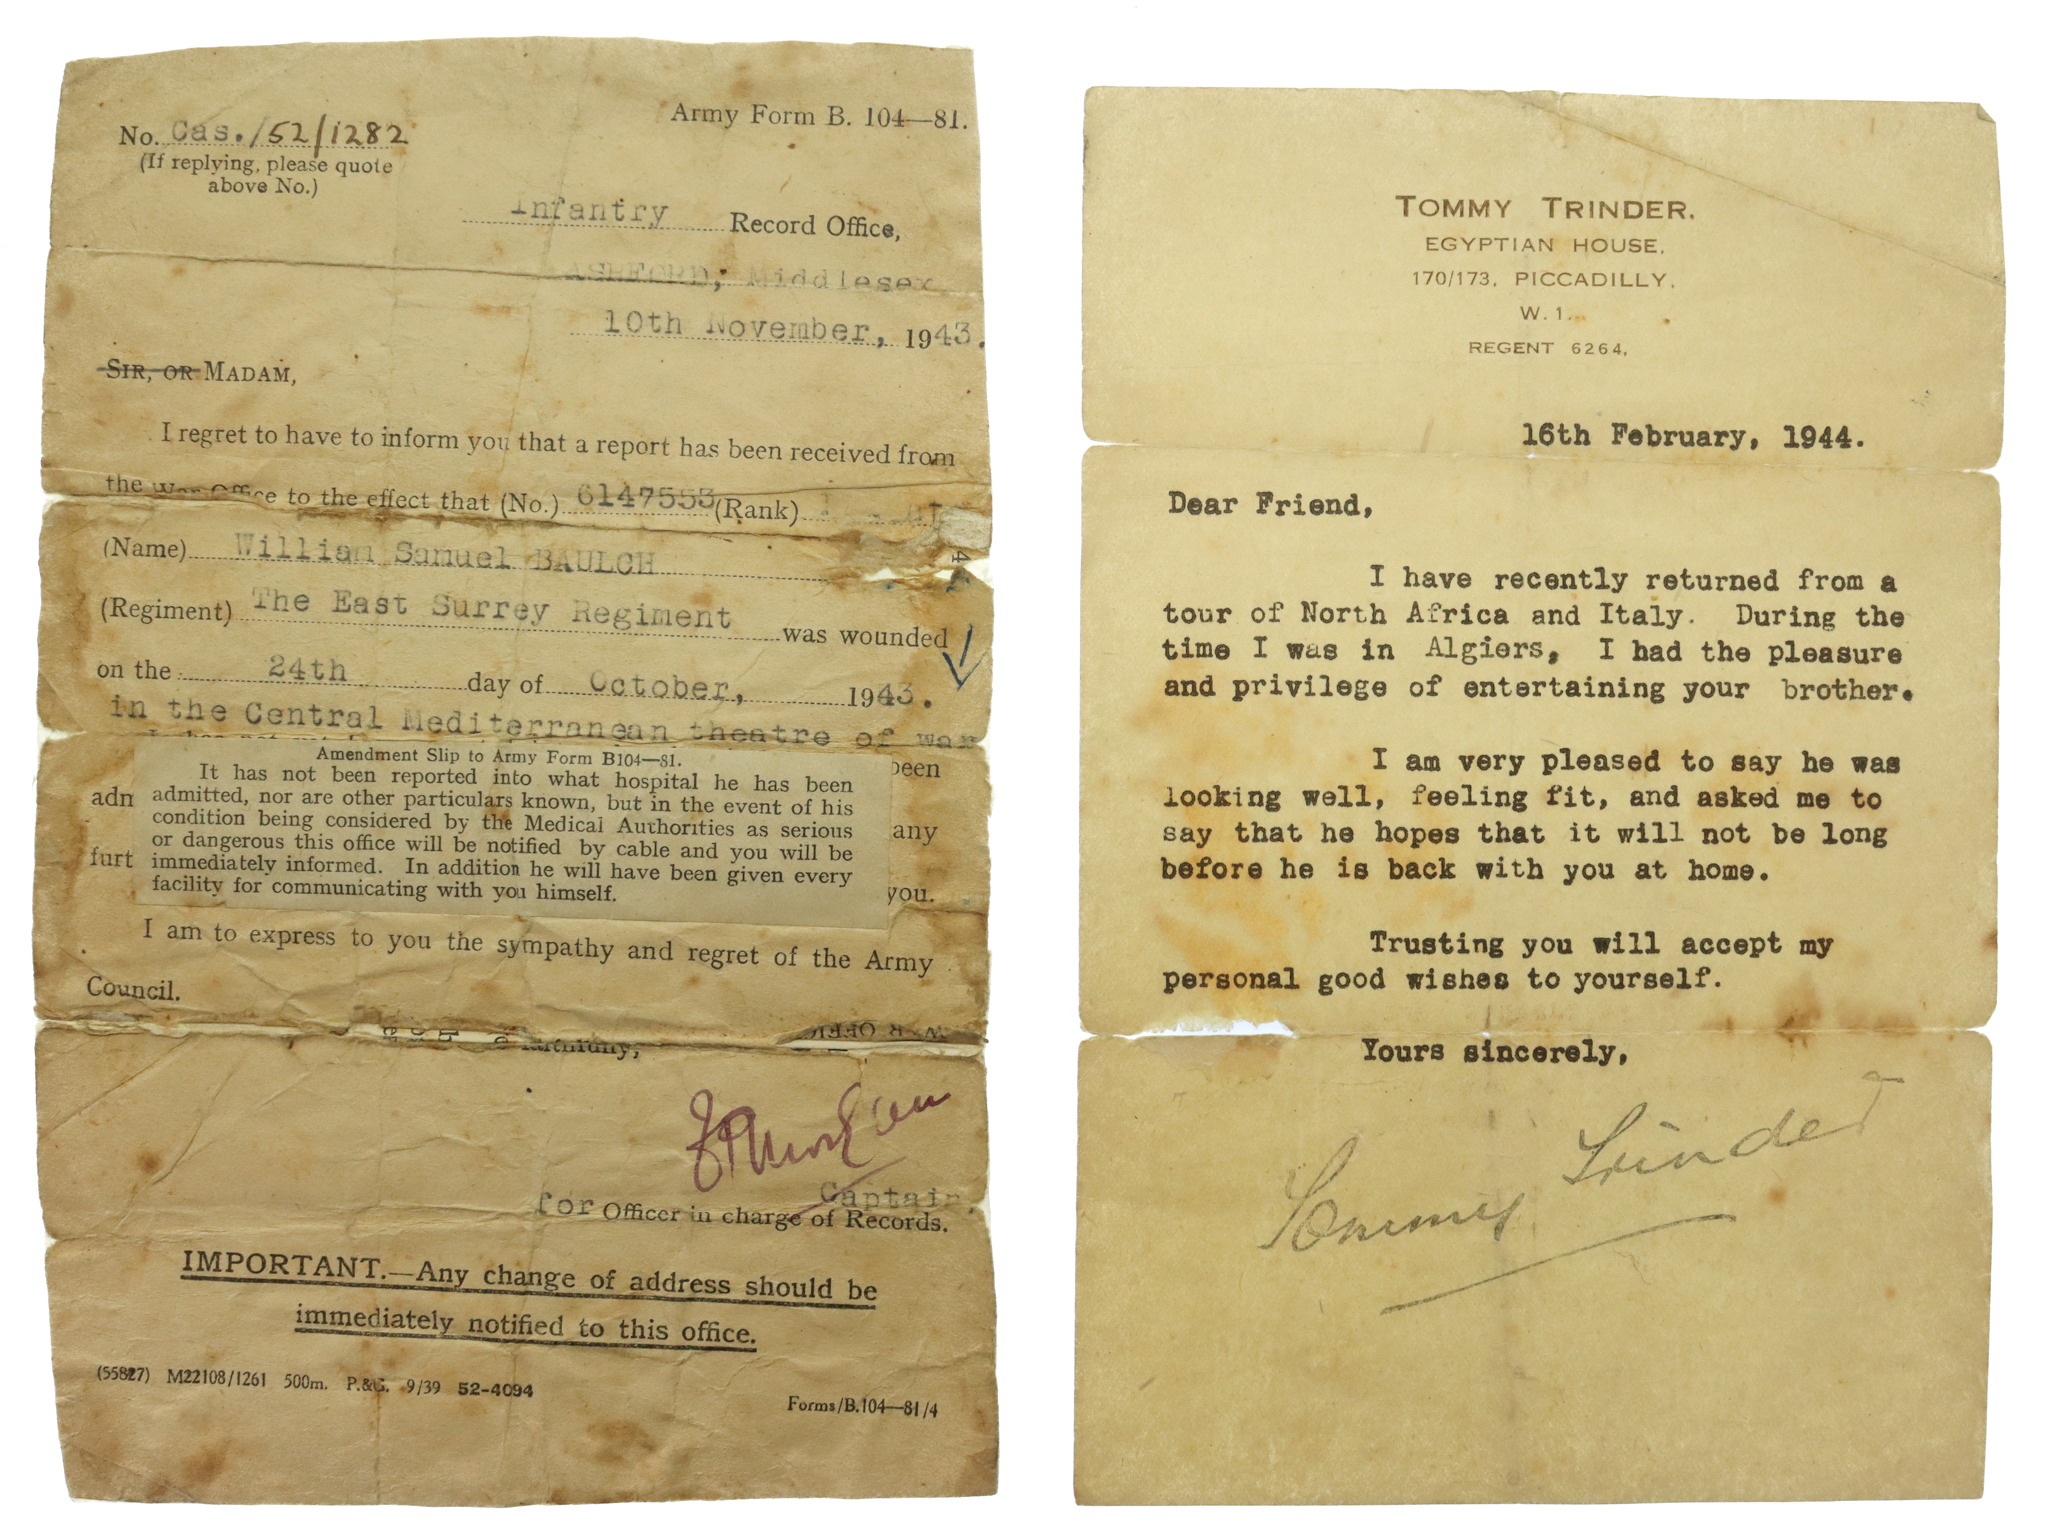 Army Form B. 104—81.
No. Cas./52/1282
(If replying, please quote
above No.)
Infantry Record Office,
ASHFORD; Middlesex.
10th November, 1943.
SIR, OR MADAM,
I regret to have to inform you that a report has been received from
the War Office to the effect that (No.) 6147553 (Rank)
(Name) William Samuel BAULCH
(Regiment) The East Surrey Regiment was wounded
on the 24th day of October, 1943.
in the Central Mediterranean theatre of war
Amendment Slip to Army Form B104—81.
It has not been reported into what hospital he has been
admitted, nor are other particulars known, but in the event of his
condition being considered by the Medical Authorities as serious
or dangerous this office will be notified by cable and you will be
immediately informed. In addition he will have been given every
facility for communicating with you himself.
been
adn
any
furt
you.
I am to express to you the sympathy and regret of the Army
Council.
Captain,
for Officer in charge of Records.
IMPORTANT.—Any change of address should be
immediately notified to this office.
(55827) M22108/1261 500m. P.&G. 9/39 52-4094
Forms/B.104—81/4
TOMMY TRINDER.
EGYPTIAN HOUSE.
170/173, PICCADILLY.
W.1.
REGENT 6264.
16th February, 1944.
Dear Friend,
I have recently returned from a
tour of North Africa and Italy. During the
time I was in Algiers, I had the pleasure
and privilege of entertaining your brother.
I am very pleased to say he was
looking well, feeling fit, and asked me to
say that he hopes that it will not be long
before he is back with you at home.
Trusting you will accept my
personal good wishes to yourself.
Yours sincerely,
Tommy Trinder